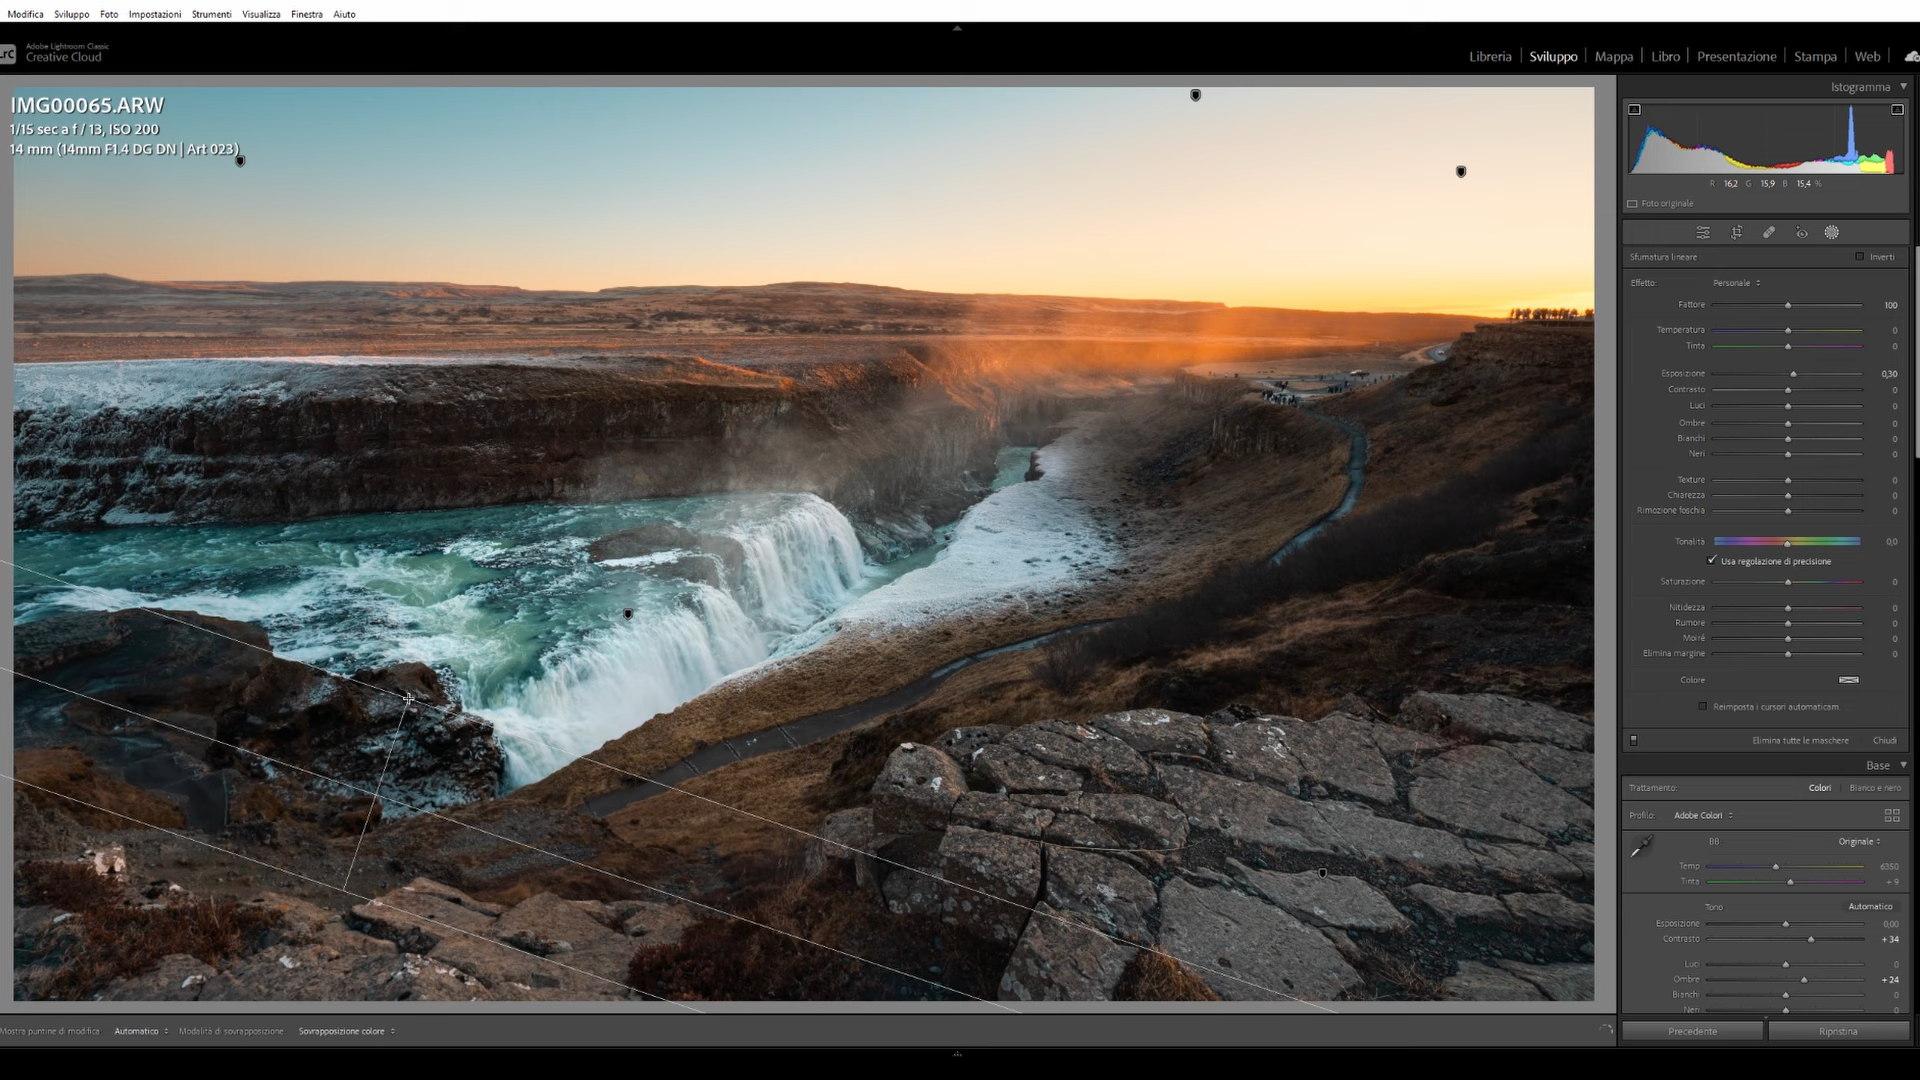 Modifica Sviluppo Foto Impostazioni Strumenti Visualizza Finestra Aiuto
LrC Adobe Lightroom Classic
Creative Cloud
Libreria | Sviluppo | Mappa | Libro | Presentazione | Stampa | Web
IMG00065.ARW
1/15 sec a f / 13, ISO 200
14 mm (14mm F1.4 DG DN | Art 023)
Istogramma
R 16,2 G 15,9 B 15,4 %
Foto originale
Sfumatura lineare Inverti
Effetto: Personale
Fattore 100
Temperatura 0
Tinta 0
Esposizione 0,30
Contrasto 0
Luci 0
Ombre 0
Bianchi 0
Neri 0
Texture 0
Chiarezza 0
Rimozione foschia 0
Tonalità 0,0
Usa regolazione di precisione
Saturazione 0
Nitidezza 0
Rumore 0
Moiré 0
Elimina margine 0
Colore
Reimposta i cursori automaticam.
Elimina tutte le maschere Chiudi
Base
Trattamento: Colori | Bianco e nero
Profilo: Adobe Colori
BB Originale
Temp 6350
Tinta + 9
Tono Automatico
Esposizione 0,00
Contrasto + 34
Luci 0
Ombre + 24
Bianchi 0
Neri 0
Mostra puntine di modifica Automatico Modalità di sovrapposizione Sovrapposizione colore
Precedente Ripristina